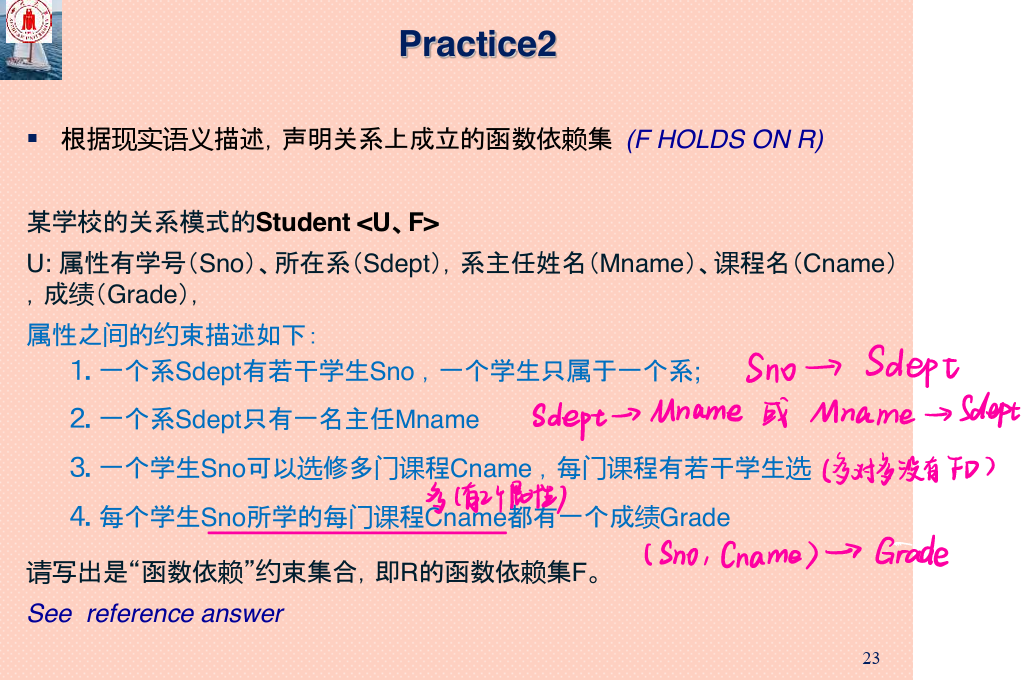 Practice2
▪ 根据现实语义描述，声明关系上成立的函数依赖集 (F HOLDS ON R)
某学校的关系模式的Student <U、F>
U: 属性有学号（Sno）、所在系（Sdept），系主任姓名（Mname）、课程名（Cname）
，成绩（Grade），
属性之间的约束描述如下：
1. 一个系Sdept有若干学生Sno，一个学生只属于一个系; Sno → Sdept
2. 一个系Sdept只有一名主任Mname Sdept → Mname 或 Mname → Sdept
3. 一个学生Sno可以选修多门课程Cname，每门课程有若干学生选 (多对多没有FD)
多(有2个属性)
4. 每个学生Sno所学的每门课程Cname都有一个成绩Grade
(Sno, Cname) → Grade
请写出是“函数依赖”约束集合，即R的函数依赖集F。
See reference answer
23